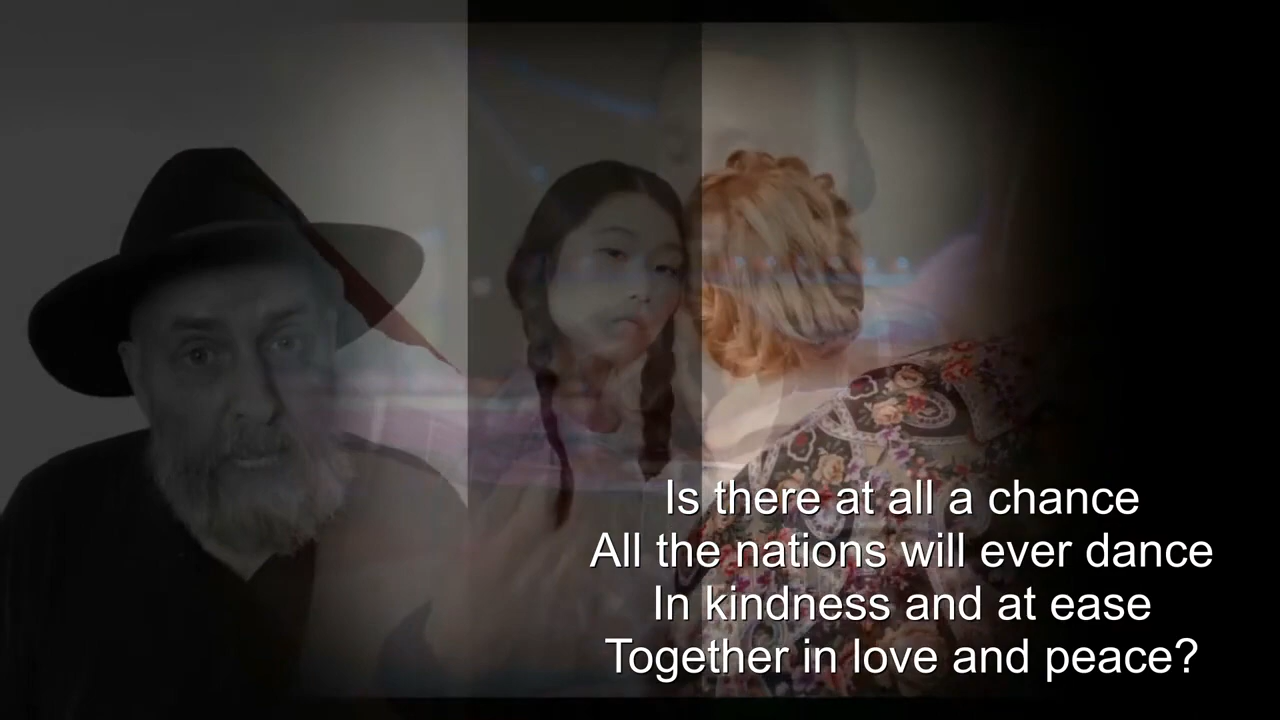 Is there at all a chance
All the nations will ever dance
In kindness and at ease
Together in love and peace?